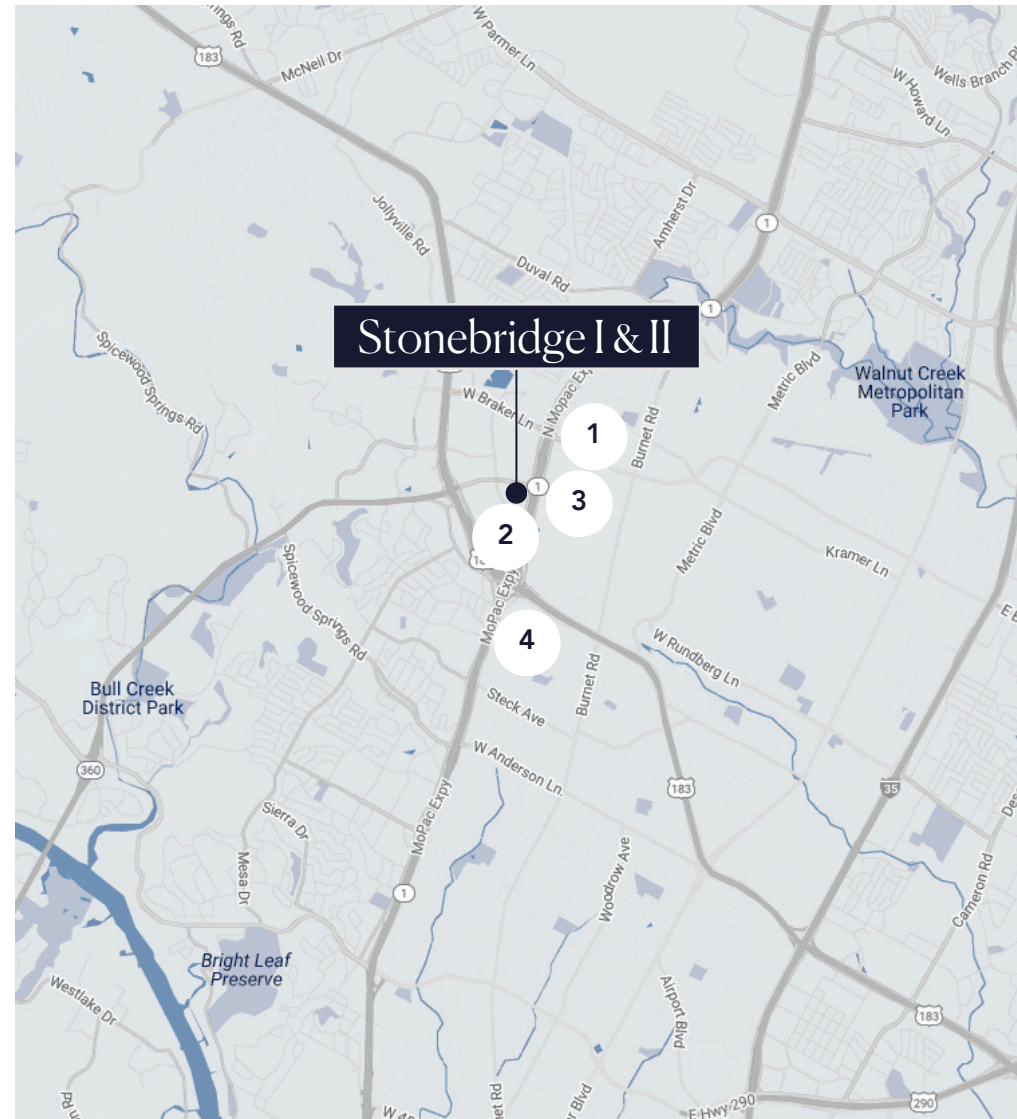 183
McNeil Dr
W Parmer Ln
W Howard Ln
Wells Branch
Jollyville Rd
Amherst Dr
1
Duval Rd
1
Stonebridge I & II
Spicewood Springs Rd
W Braker Ln
N Mopac Exp
Burnet Rd
Metric Blvd
Walnut Creek
Metropolitan
Park
1
1
3
2
Metric Blvd
Kramer Ln
Spicewood Springs Rd
MoPac Expy
4
W Rundberg Ln
Burnet Rd
Bull Creek
District Park
Steck Ave
W Anderson Ln.
360
183
35
MoPac Expy
Sierra Dr
Mesa Dr
Woodrow Ave
Cameron Rd
1
Bright Leaf
Preserve
Westlake Dr
Airport Blvd
183
E Hwy 290
290